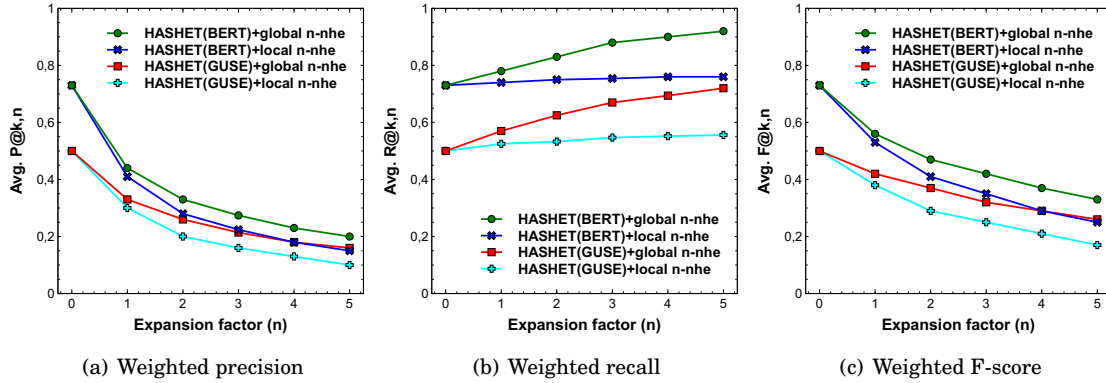 HASHET(BERT)+global n-nhe
HASHET(BERT)+local n-nhe
HASHET(GUSE)+global n-nhe
HASHET(GUSE)+local n-nhe
Avg. P@k,n
1
0,8
0,6
0,4
0,2
0
0 1 2 3 4 5
Expansion factor (n)
(a) Weighted precision
Avg. R@k,n
1
0,8
0,6
0,4
0,2
0
HASHET(BERT)+global n-nhe
HASHET(BERT)+local n-nhe
HASHET(GUSE)+global n-nhe
HASHET(GUSE)+local n-nhe
0 1 2 3 4 5
Expansion factor (n)
(b) Weighted recall
HASHET(BERT)+global n-nhe
HASHET(BERT)+local n-nhe
HASHET(GUSE)+global n-nhe
HASHET(GUSE)+local n-nhe
Avg. F@k,n
1
0,8
0,6
0,4
0,2
0
0 1 2 3 4 5
Expansion factor (n)
(c) Weighted F-score